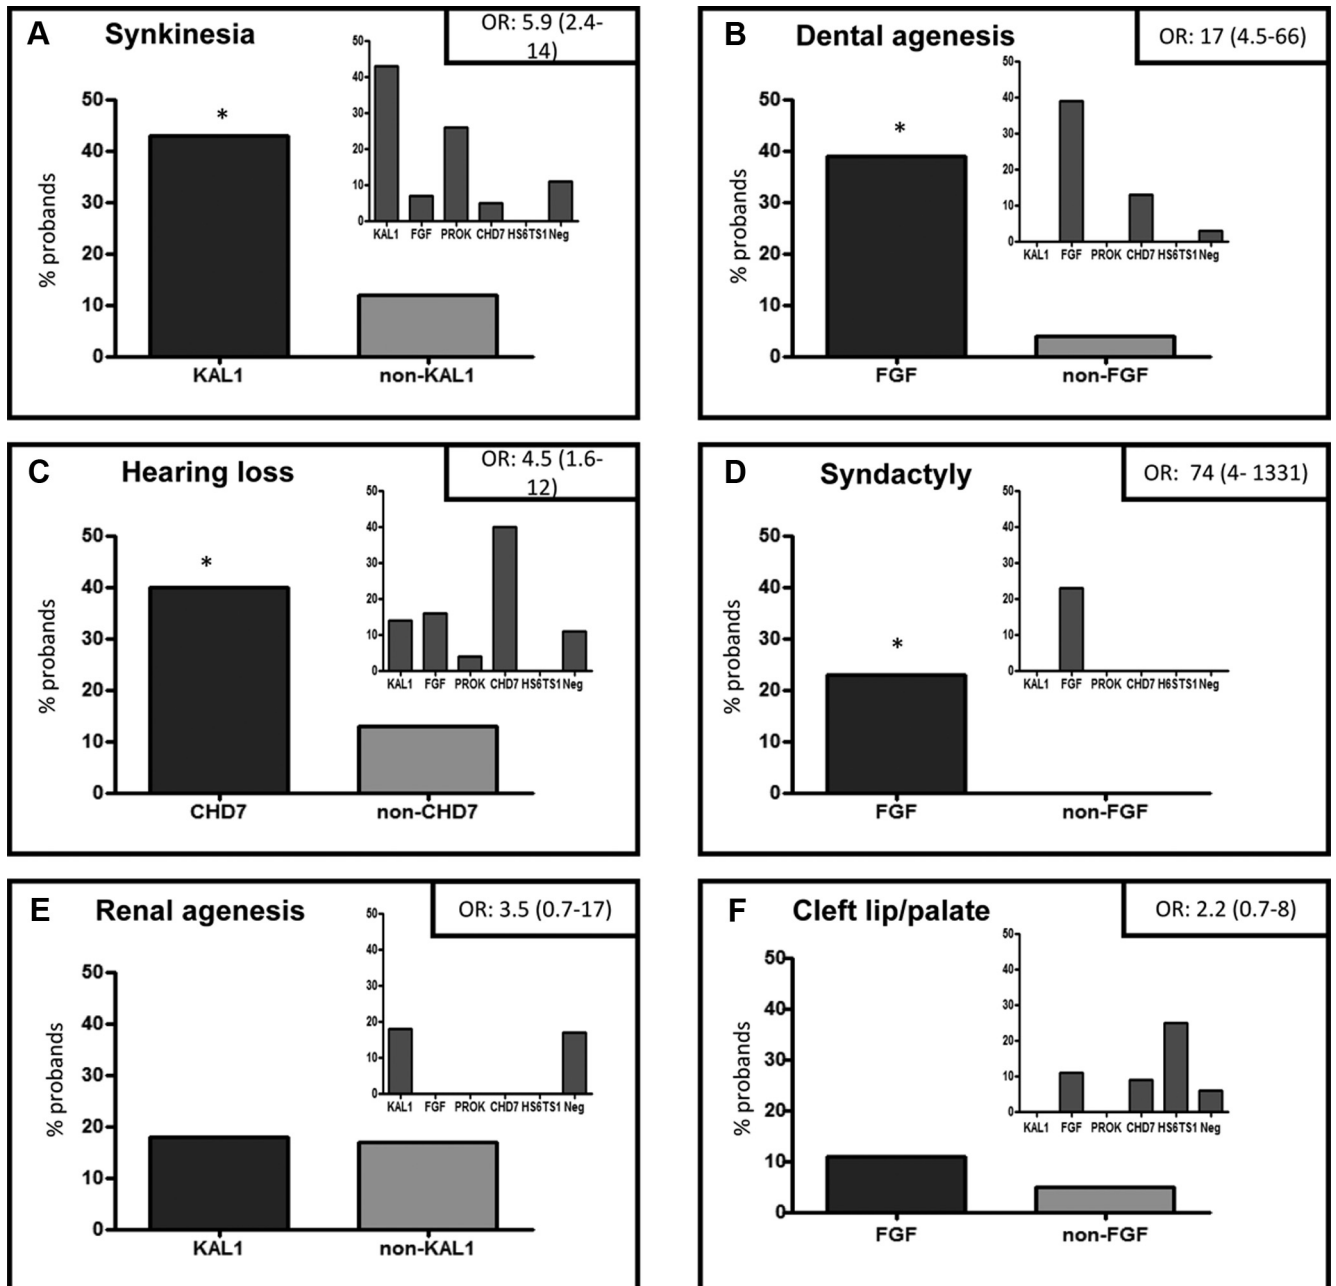 A Synkinesia
OR: 5.9 (2.4-
14)
% probands
50
40
30
20
10
0
KAL1 non-KAL1
50
40
30
20
10
0
KAL1 FGF PROK CHD7 HS6TS1 Neg
*
B Dental agenesis
OR: 17 (4.5-66)
% probands
50
40
30
20
10
0
FGF non-FGF
50
40
30
20
10
0
KAL1 FGF PROK CHD7 HS6TS1 Neg
*
C Hearing loss
OR: 4.5 (1.6-
12)
% probands
50
40
30
20
10
0
CHD7 non-CHD7
50
40
30
20
10
0
KAL1 FGF PROK CHD7 HS6TS1 Neg
*
D Syndactyly
OR: 74 (4- 1331)
% probands
50
40
30
20
10
0
FGF non-FGF
50
40
30
20
10
0
KAL1 FGF PROK CHD7 H6STS1 Neg
*
E Renal agenesis
OR: 3.5 (0.7-17)
% probands
50
40
30
20
10
0
KAL1 non-KAL1
50
40
30
20
10
0
KAL1 FGF PROK CHD7 HS6TS1 Neg
F Cleft lip/palate
OR: 2.2 (0.7-8)
% probands
50
40
30
20
10
0
FGF non-FGF
50
40
30
20
10
0
KAL1 FGF PROK CHD7 HS6TS1 Neg